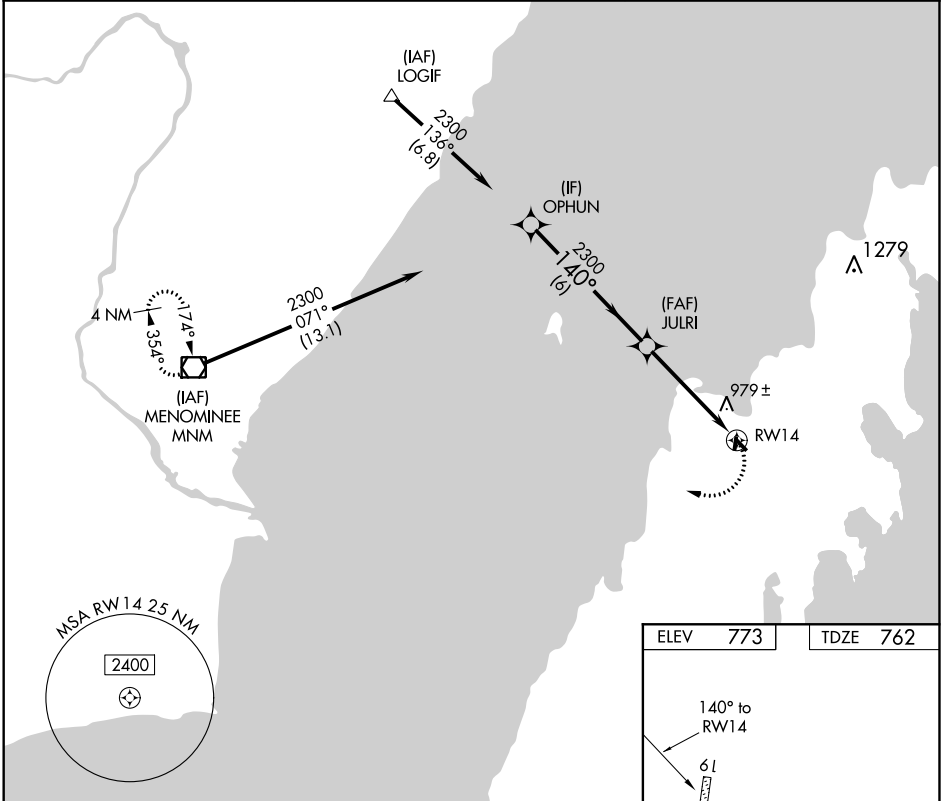 (IAF)
LOGIF
2300
136°
(6.8)
(IF)
OPHUN
2300
140°
(6)
1279
(FAF)
JULRI
2300
071°
(13.1)
4 NM
174°
354°
(IAF)
MENOMINEE
MNM
979 ±
RW14
MSA RW14 25 NM
2400
ELEV 773
TDZE 762
140° to
RW14
19